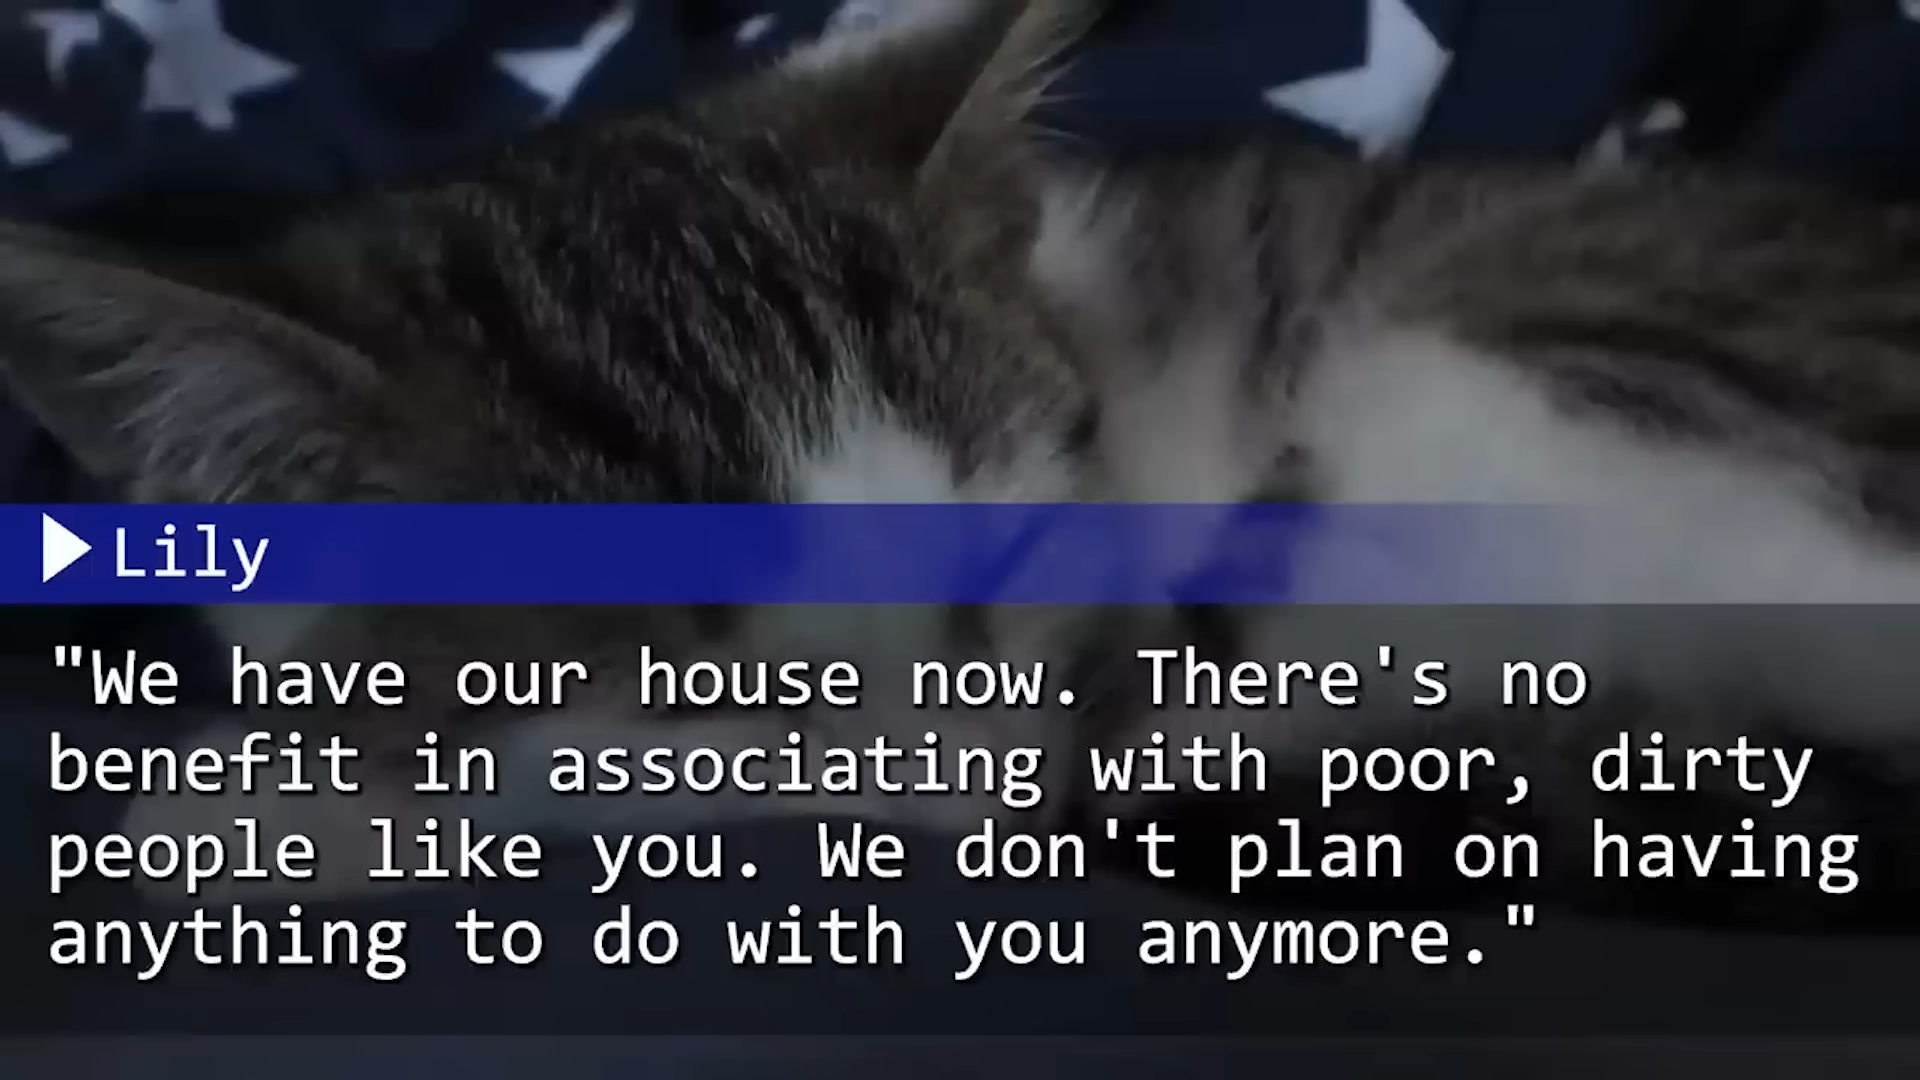 Lily
"We have our house now. There's no
benefit in associating with poor, dirty
people like you. We don't plan on having
anything to do with you anymore."